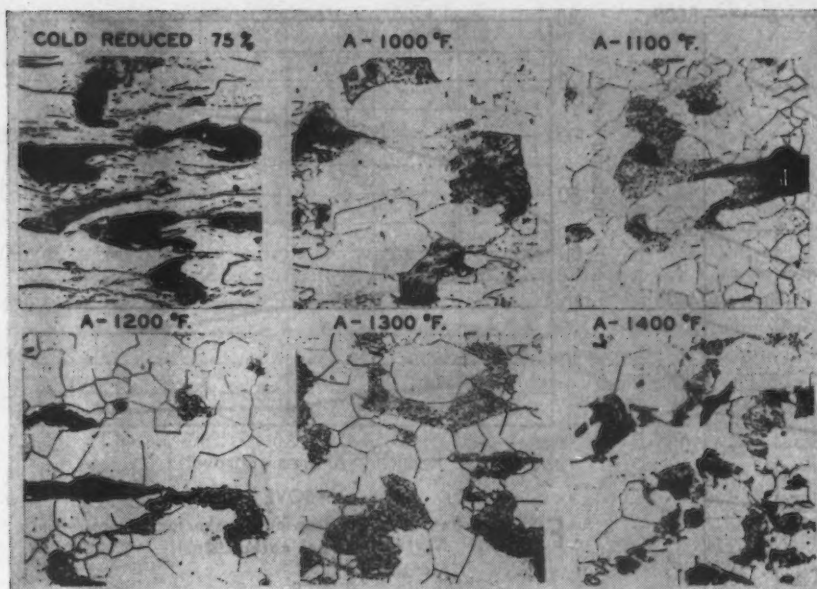 COLD REDUCED 75%
A-1000 °F.
A-1100 °F.
A-1200 °F.
A-1300 °F.
A-1400 °F.